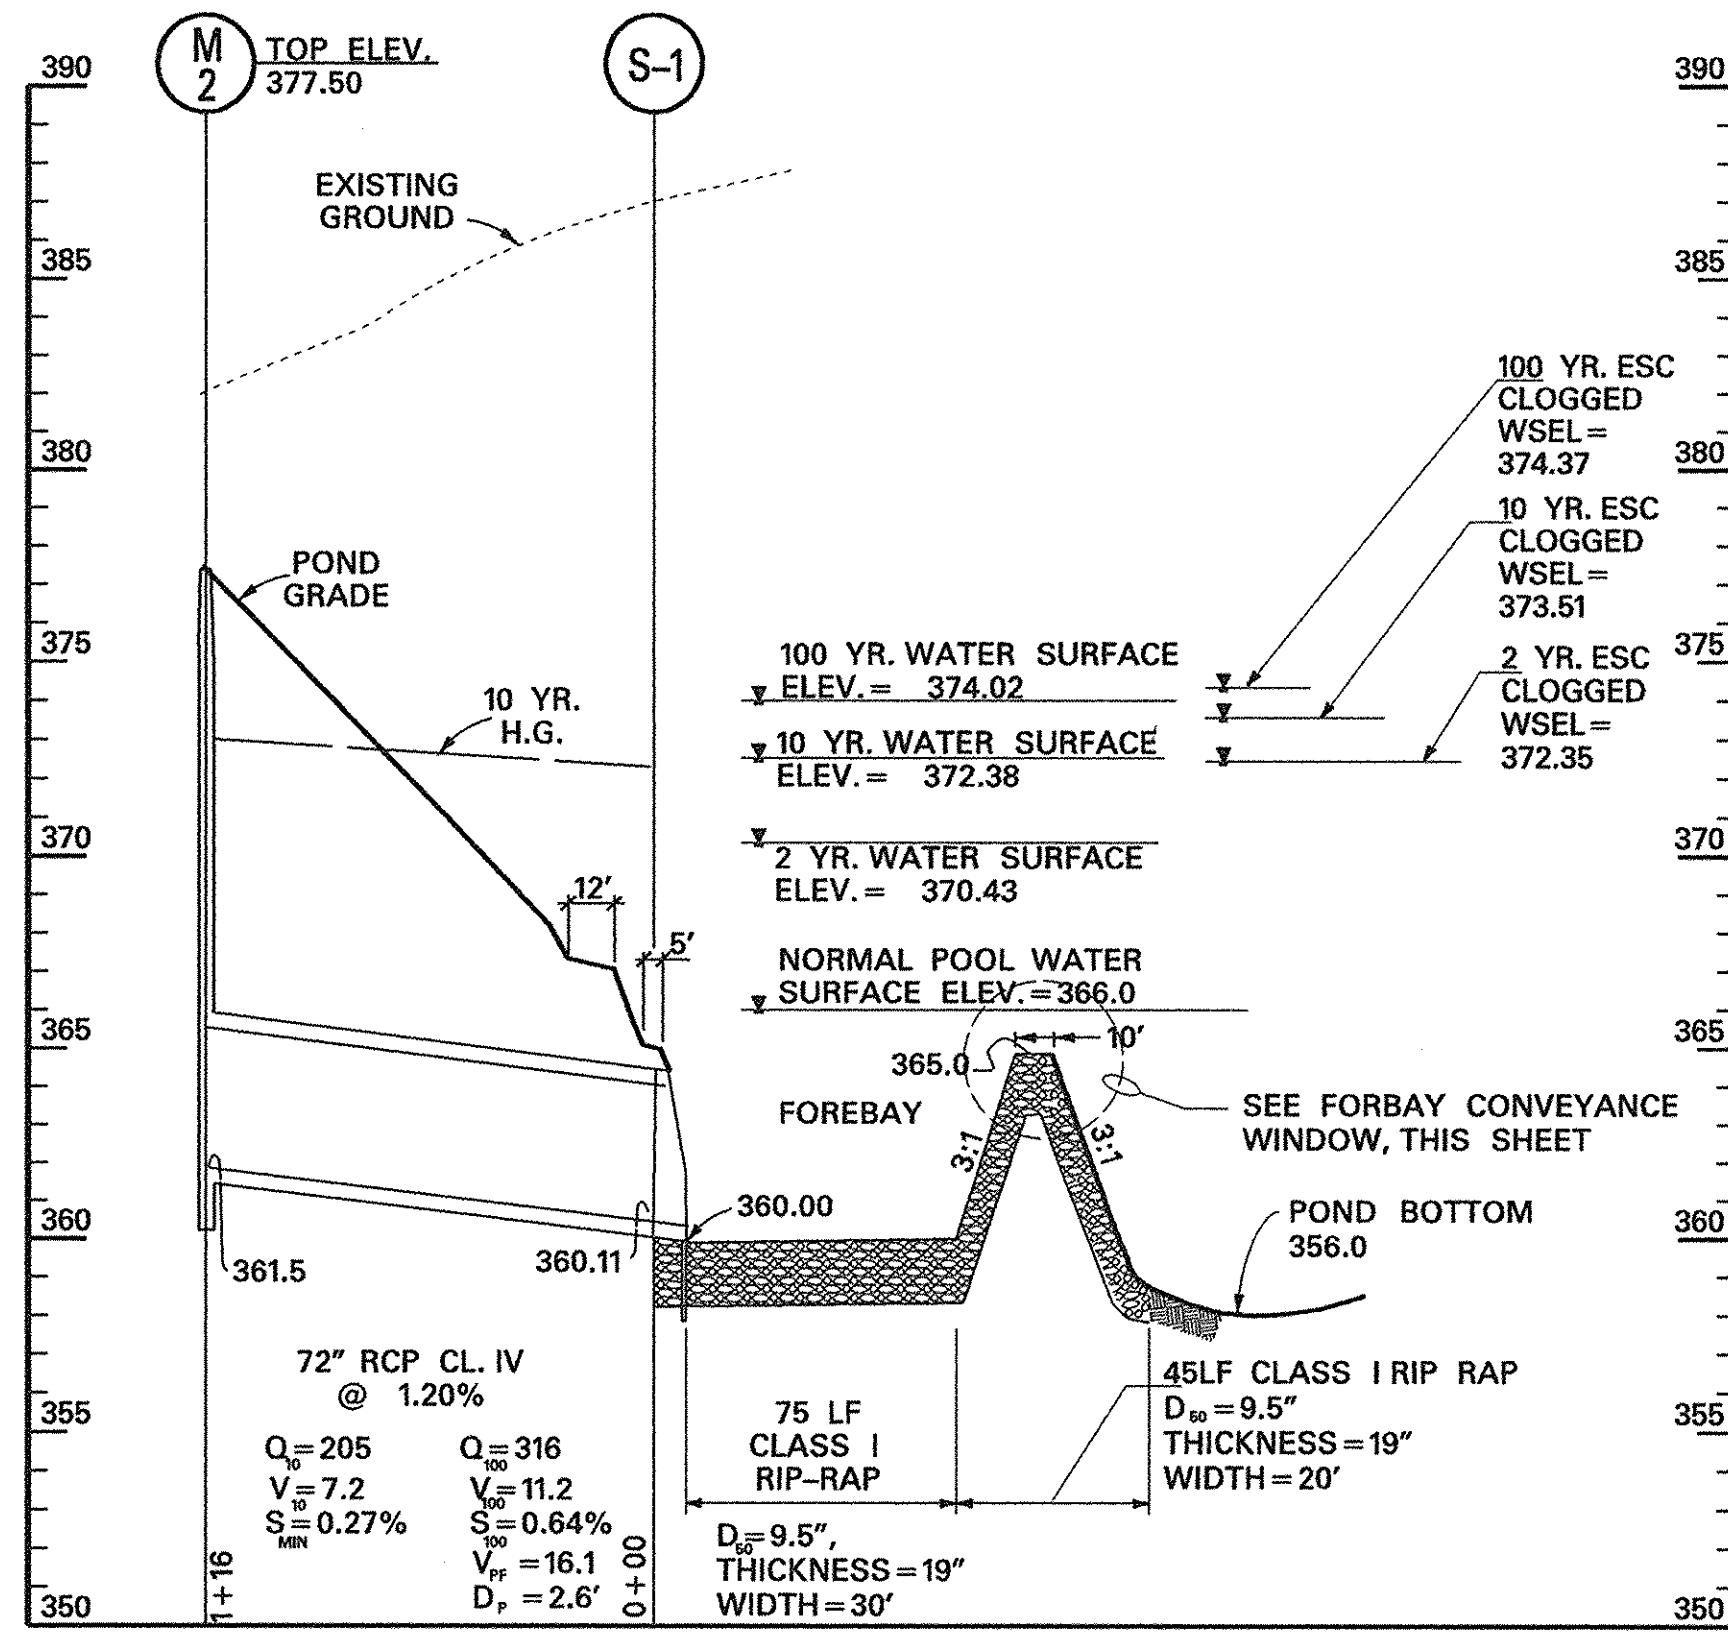 M
2
TOP ELEV.
377.50
S-1
390
390
EXISTING
GROUND
385
385
100 YR. ESC
CLOGGED
WSEL=
374.37
380
380
10 YR. ESC
CLOGGED
WSEL=
373.51
POND
GRADE
375
375
100 YR. WATER SURFACE
ELEV.= 374.02
2 YR. ESC
CLOGGED
WSEL=
372.35
10 YR.
H.G.
10 YR. WATER SURFACE
ELEV.= 372.38
370
370
2 YR. WATER SURFACE
ELEV.= 370.43
12'
5'
NORMAL POOL WATER
SURFACE ELEV.=366.0
365
365
10'
365.0
FOREBAY
SEE FORBAY CONVEYANCE
WINDOW, THIS SHEET
3:1
3:1
360
360
360.00
POND BOTTOM
356.0
361.5
360.11
72" RCP CL. IV
@ 1.20%
45LF CLASS I RIP RAP
D50=9.5"
THICKNESS=19"
WIDTH=20'
355
355
75 LF
CLASS I
RIP-RAP
Q10=205
V10=7.2
SMIN=0.27%
Q100=316
V100=11.2
S100=0.64%
VPF=16.1
DP=2.6'
D50=9.5",
THICKNESS=19"
WIDTH=30'
1+16
0+00
350
350